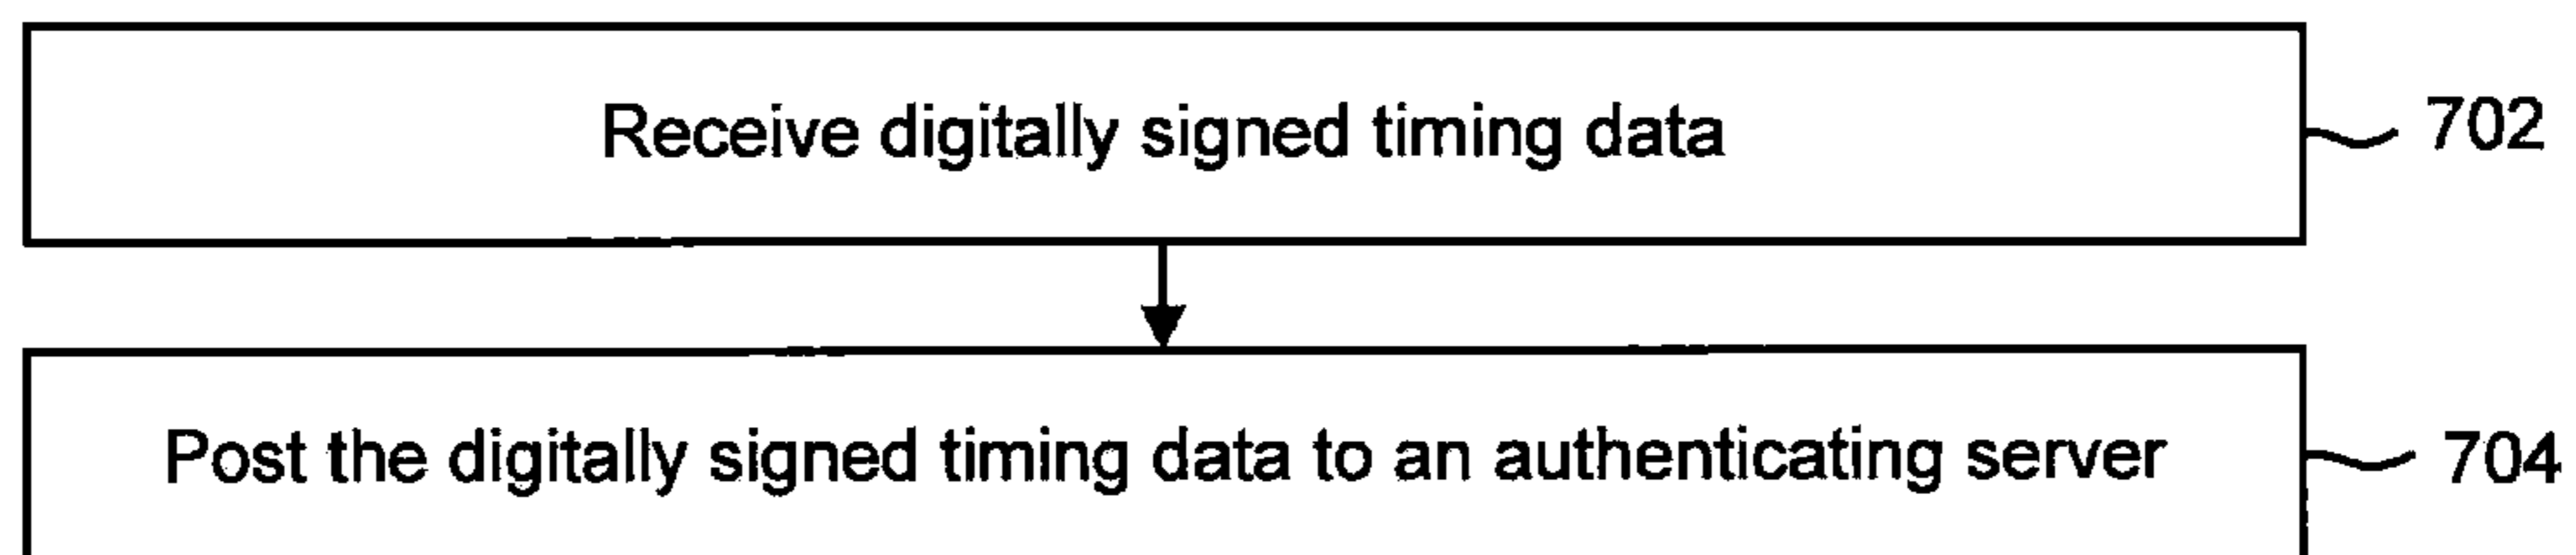 Receive digitally signed timing data
702
Post the digitally signed timing data to an authenticating server
704